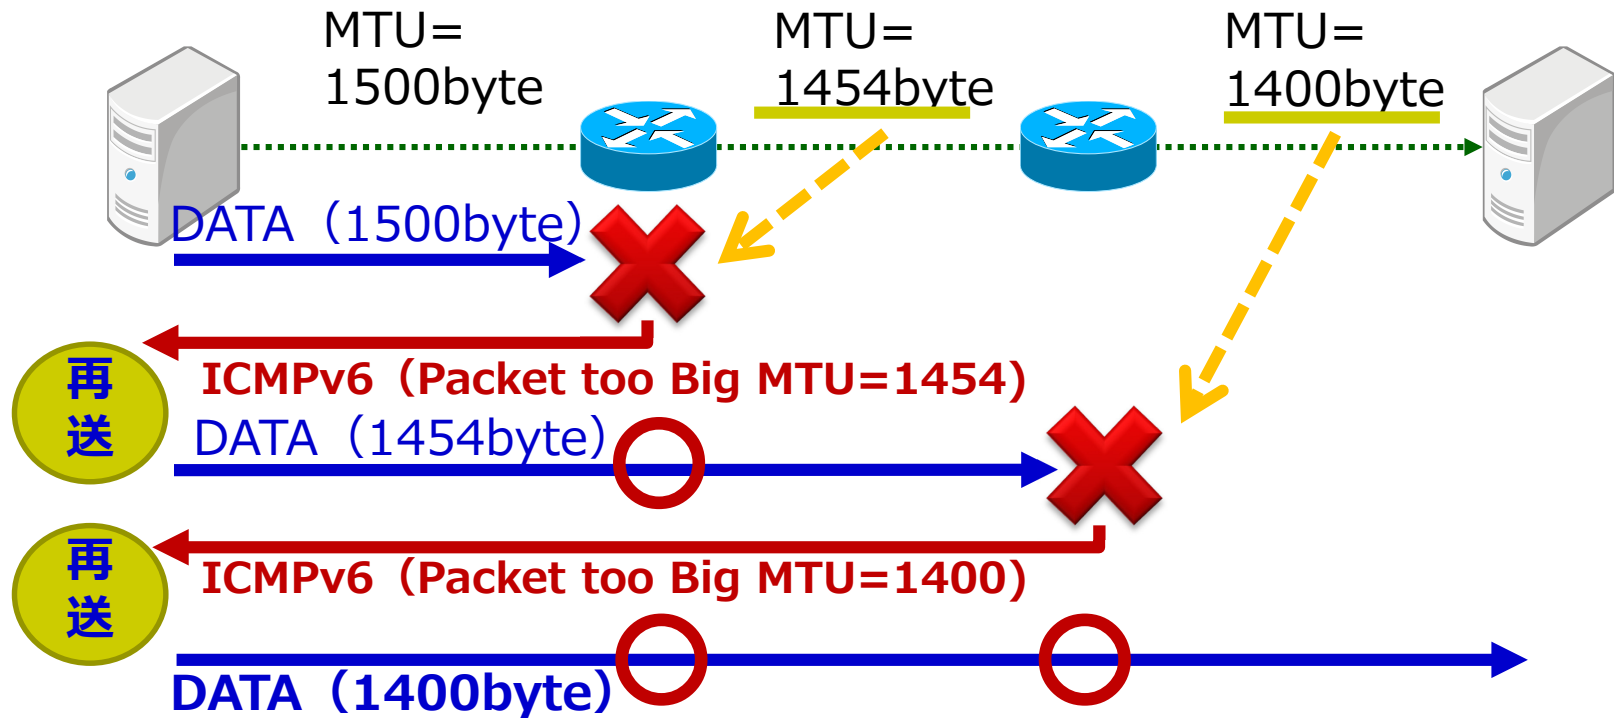 MTU=
1500byte
MTU=
1454byte
MTU=
1400byte
DATA（1500byte）
ICMPv6（Packet too Big MTU=1454）
再
送
DATA（1454byte）
ICMPv6（Packet too Big MTU=1400）
再
送
DATA（1400byte）